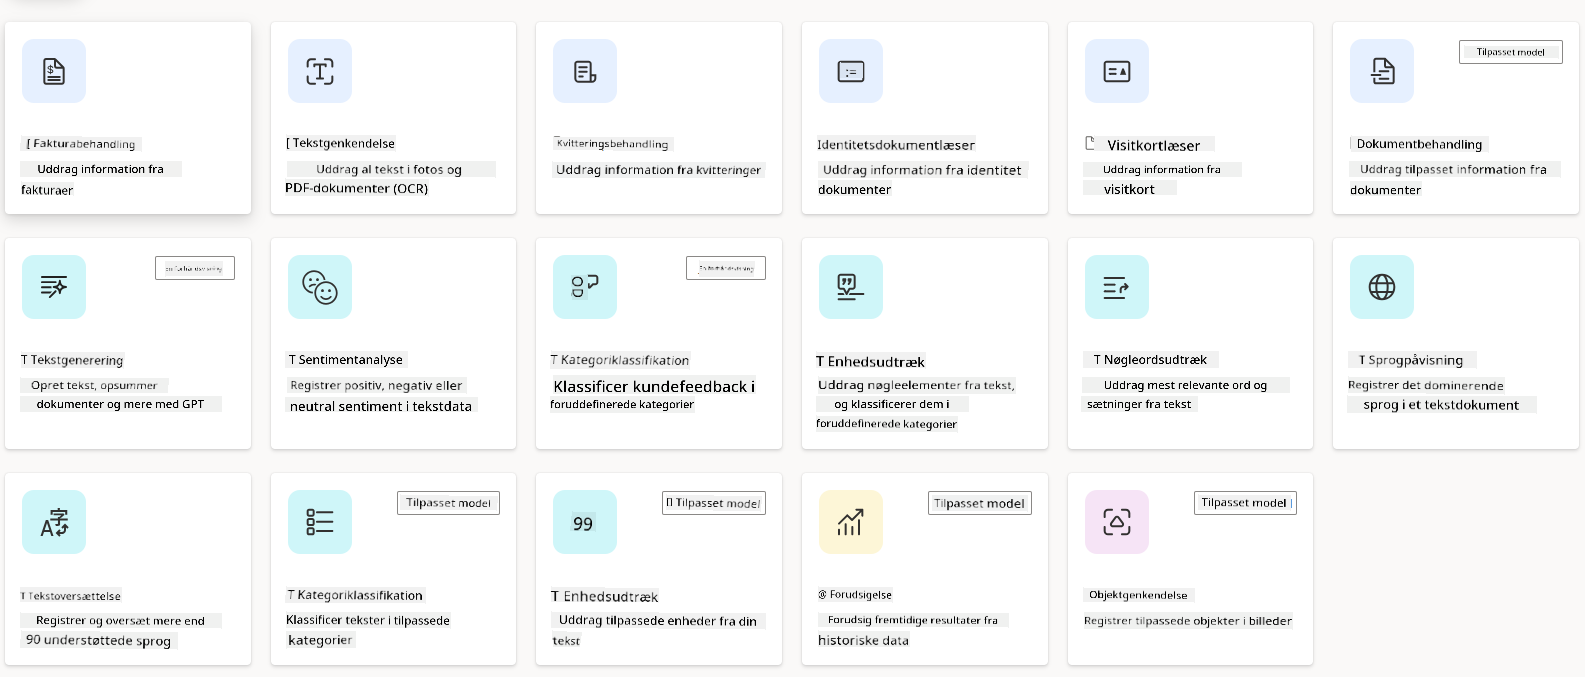 Fakturabehandling
Uddrag information fra
fakturaer
Tekstgenkendelse
Uddrag al tekst i fotos og
PDF-dokumenter (OCR)
Kvitteringsbehandling
Uddrag information fra kvitteringer
Identitetsdokumentlæser
Uddrag information fra identitet
dokumenter
Visitkortlæser
Uddrag information fra
visitkort
Tilpasset model
Dokumentbehandling
Uddrag tilpasset information fra
dokumenter
En forhåndsvisning
T Tekstgenerering
Opret tekst, opsummer
dokumenter og mere med GPT
T Sentimentanalyse
Registrer positiv, negativ eller
neutral sentiment i tekstdata
T Kategoriklassifikation
Klassificer kundefeedback i
foruddefinerede kategorier
T Enhedsudtræk
Uddrag nøgleelementer fra tekst,
og klassificerer dem i
foruddefinerede kategorier
T Nøgleordsudtræk
Uddrag mest relevante ord og
sætninger fra tekst
T Sprogpåvisning
Registrer det dominerende
sprog i et tekstdokument
T Tekstoversættelse
Registrer og oversæt mere end
90 understøttede sprog
Tilpasset model
T Kategoriklassifikation
Klassificer tekster i tilpassede
kategorier
Tilpasset model
99
T Enhedsudtræk
Uddrag tilpassede enheder fra din
tekst
Tilpasset model
@ Forudsigelse
Forudsig fremtidige resultater fra
historiske data
Tilpasset model
Objektgenkendelse
Registrer tilpassede objekter i billeder